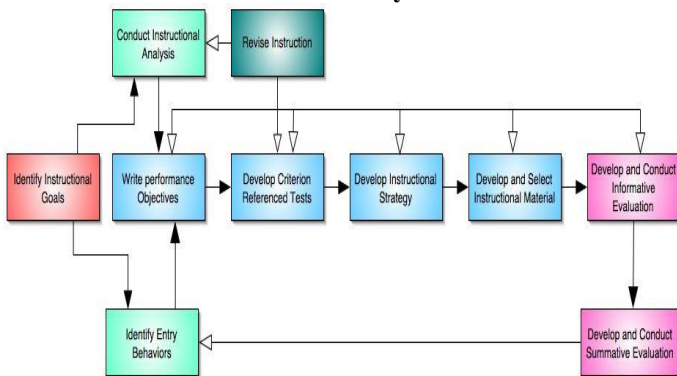 Conduct Instructional
Analysis
Revise Instruction
Identify Instructional
Goals
Write performance
Objectives
Develop Criterion
Referenced Tests
Develop Instructional
Strategy
Develop and Select
Instructional Material
Develop and Conduct
Informative
Evaluation
Identify Entry
Behaviors
Develop and Conduct
Summative Evaluation